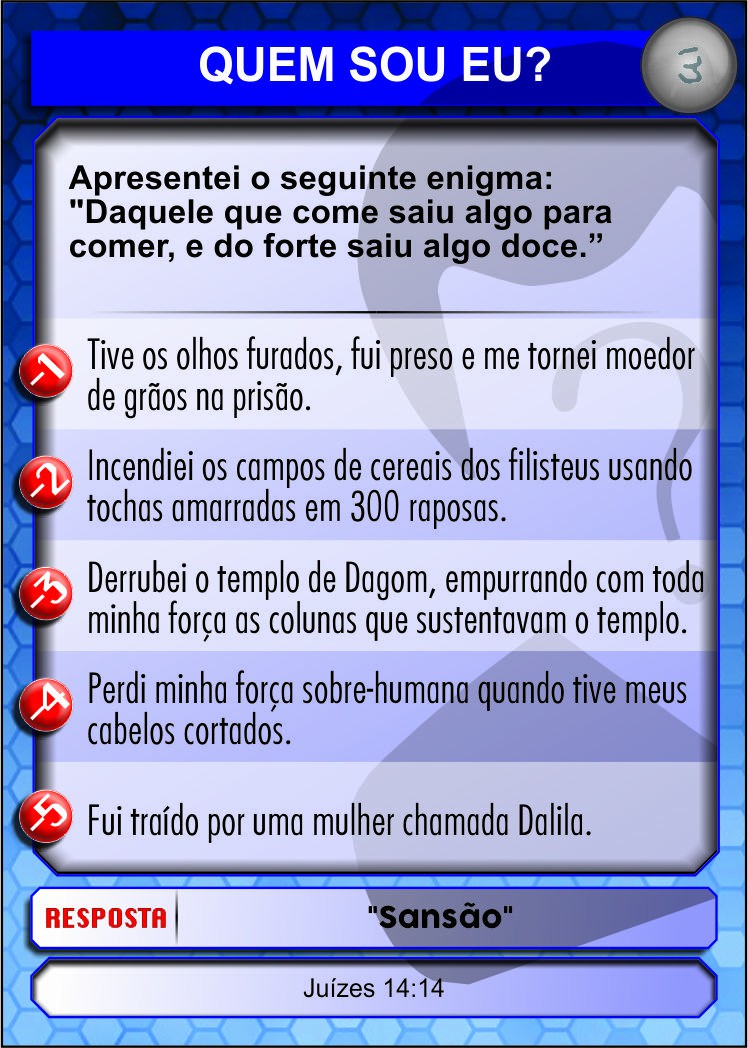 QUEM SOU EU?
3
Apresentei o seguinte enigma:
"Daquele que come saiu algo para
comer, e do forte saiu algo doce.”
1
Tive os olhos furados, fui preso e me tornei moedor
de grãos na prisão.
2
Incendiei os campos de cereais dos filisteus usando
tochas amarradas em 300 raposas.
3
Derrubei o templo de Dagom, empurrando com toda
minha força as colunas que sustentavam o templo.
4
Perdi minha força sobre-humana quando tive meus
cabelos cortados.
5
Fui traído por uma mulher chamada Dalila.
RESPOSTA
"Sansão"
Juízes 14:14